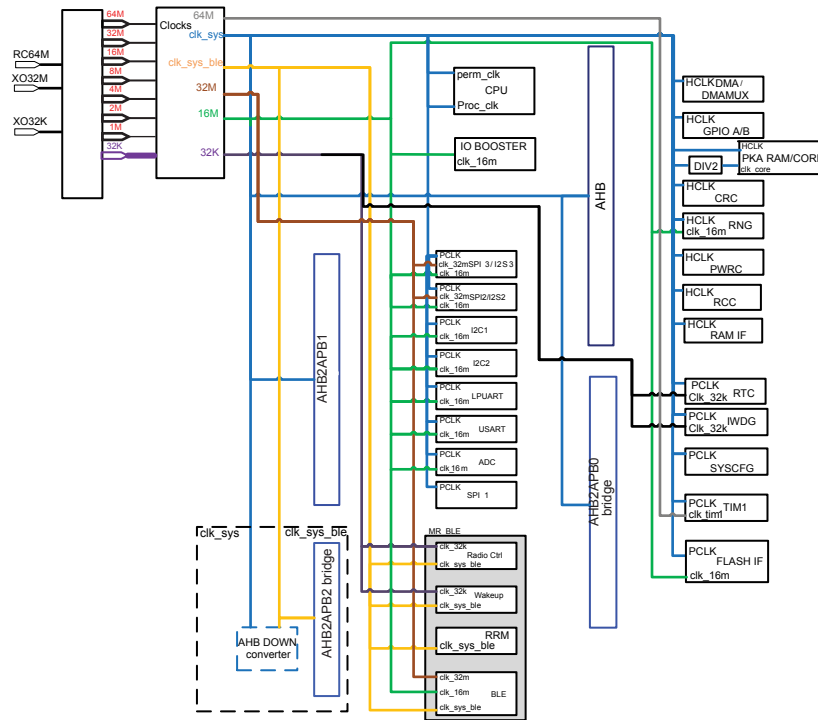 RC64M
XO32M
XO32K
64M
32M
16M
8M
4M
2M
1M
32K
Clocks
64M
clk_sys
clk_sys_ble
32M
16M
32K
perm_clk
CPU
Proc_clk
IO BOOSTER
clk_16m
AHB
HCLK DMA/
DMAMUX
HCLK
GPIO A/B
HCLK
PKA RAM/CORE
clk_core
DIV2
HCLK
CRC
HCLK
RNG
clk_16m
HCLK
PWRC
HCLK
RCC
HCLK
RAM IF
AHB2APB1
PCLK
clk_32m SPI 3/ I2S3
clk_16m
PCLK
clk_32m SPI2/I2S2
clk_16m
PCLK
I2C1
clk_16m
PCLK
I2C2
clk_16m
PCLK
LPUART
clk_16m
PCLK
USART
clk_16m
PCLK
ADC
clk_16m
PCLK
SPI 1
AHB2APB0
bridge
PCLK
RTC
Clk_32k
PCLK
IWDG
Clk_32k
PCLK
SYSCFG
PCLK
TIM1
clk_tim1
PCLK
FLASH IF
clk_16m
clk_sys
clk_sys_ble
AHB DOWN
converter
AHB2APB2 bridge
MR_BLE
clk_32k
Radio Ctrl
clk_sys_ble
clk_32k
Wakeup
clk_sys_ble
RRM
clk_sys_ble
clk_32m
clk_16m
BLE
clk_sys_ble